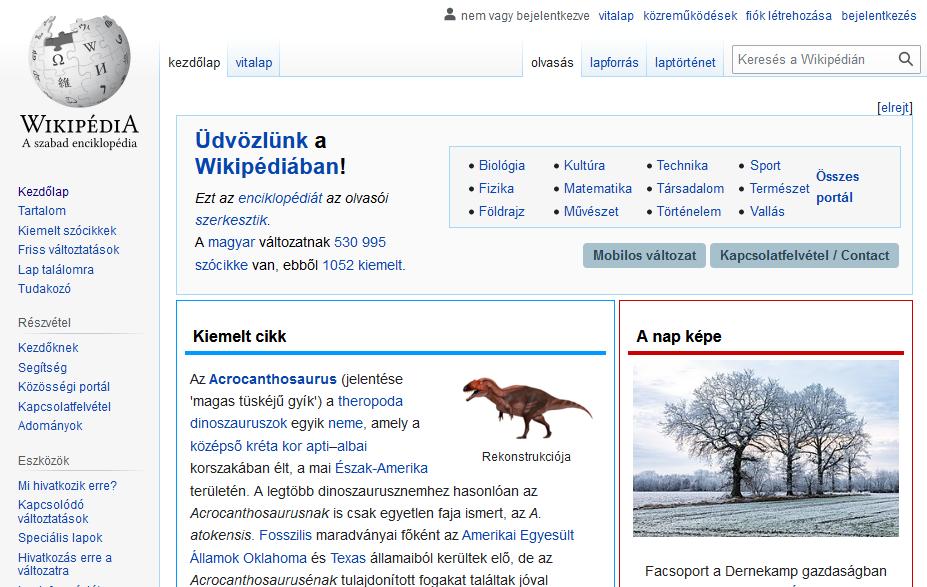 nem vagy bejelentkezve vitalap közreműködések fiók létrehozása bejelentkezés
kezdőlap vitalap olvasás lapforrás laptörténet Keresés a Wikipédián
WIKIPÉDIA
A szabad enciklopédia
Kezdőlap
Tartalom
Kiemelt szócikkek
Friss változtatások
Lap találomra
Tudakozó
Részvétel
Kezdőknek
Segítség
Közösségi portál
Kapcsolatfelvétel
Adományok
Eszközök
Mi hivatkozik erre?
Kapcsolódó
változtatások
Speciális lapok
Hivatkozás erre a
változatra
[elrejt]
Üdvözlünk a
Wikipédiában!
Ezt az enciklopédiát az olvasói
szerkesztik.
A magyar változatnak 530 995
szócikke van, ebből 1052 kiemelt.
• Biológia • Kultúra • Technika • Sport
• Fizika • Matematika • Társadalom • Természet
• Földrajz • Művészet • Történelem • Vallás
Összes
portál
Mobilos változat Kapcsolatfelvétel / Contact
Kiemelt cikk
Az Acrocanthosaurus (jelentése
'magas tüskéjű gyík') a theropoda
dinoszauruszok egyik neme, amely a
középső kréta kor apti–albai
korszakában élt, a mai Észak-Amerika
területén. A legtöbb dinoszaurusznemhez hasonlóan az
Acrocanthosaurusnak is csak egyetlen faja ismert, az A.
atokensis. Fosszilis maradványai főként az Amerikai Egyesült
Államok Oklahoma és Texas államaiból kerültek elő, de az
Acrocanthosaurusénak tulajdonított fogakat találtak jóval
Rekonstrukciója
A nap képe
Facsoport a Dernekamp gazdaságban